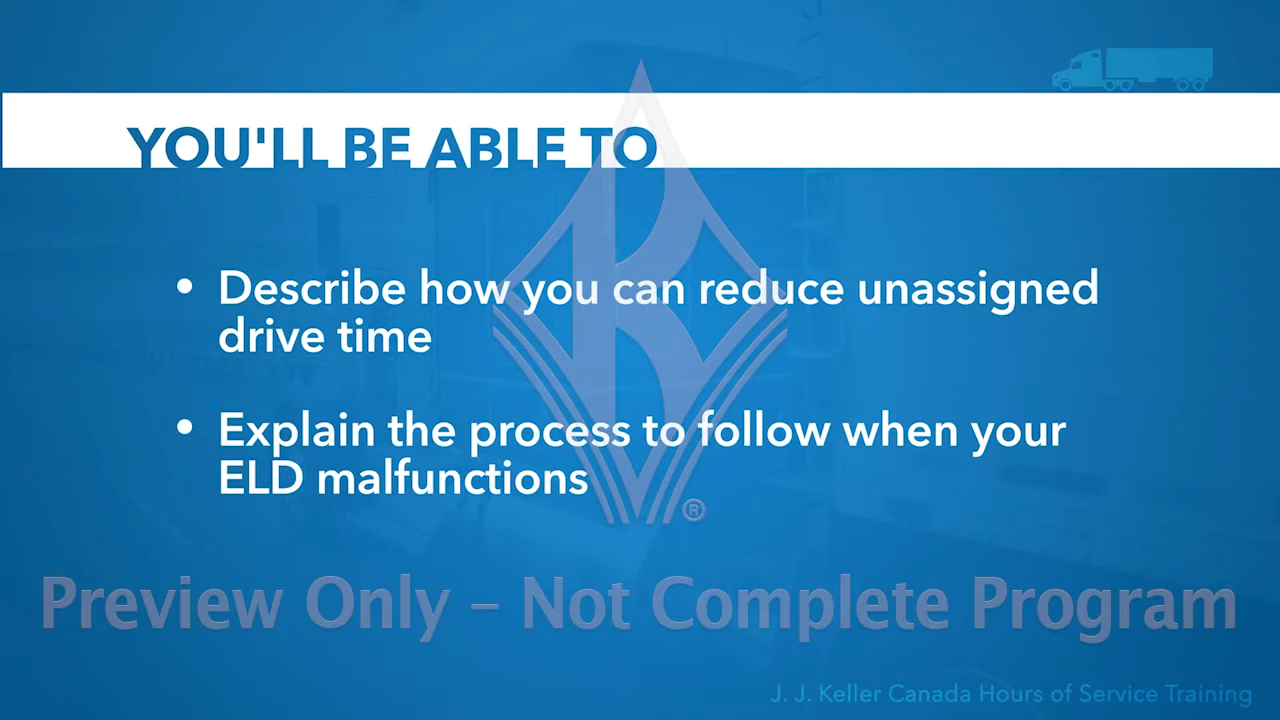 YOU'LL BE ABLE TO
• Describe how you can reduce unassigned
drive time
• Explain the process to follow when your
ELD malfunctions
®
Preview Only – Not Complete Program
J. J. Keller Canada Hours of Service Training